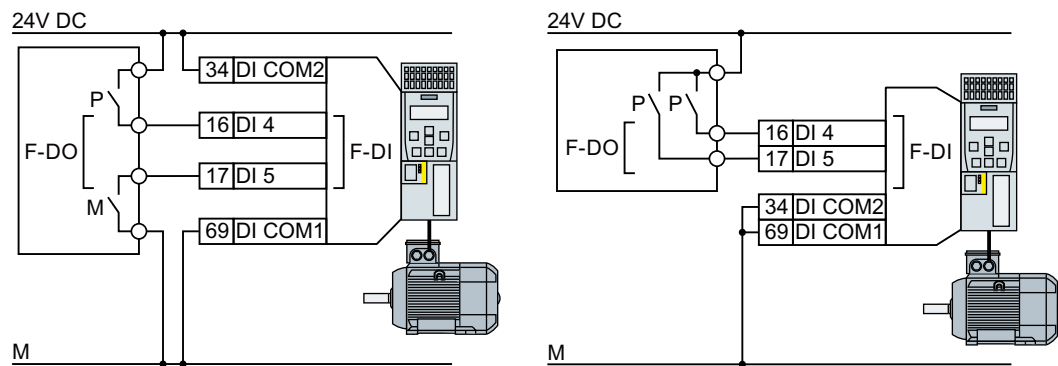 24V DC
34 DI COM2
P
16 DI 4
F-DO
F-DI
17 DI 5
M
69 DI COM1
M
24V DC
P P
16 DI 4
F-DO
F-DI
17 DI 5
34 DI COM2
69 DI COM1
M